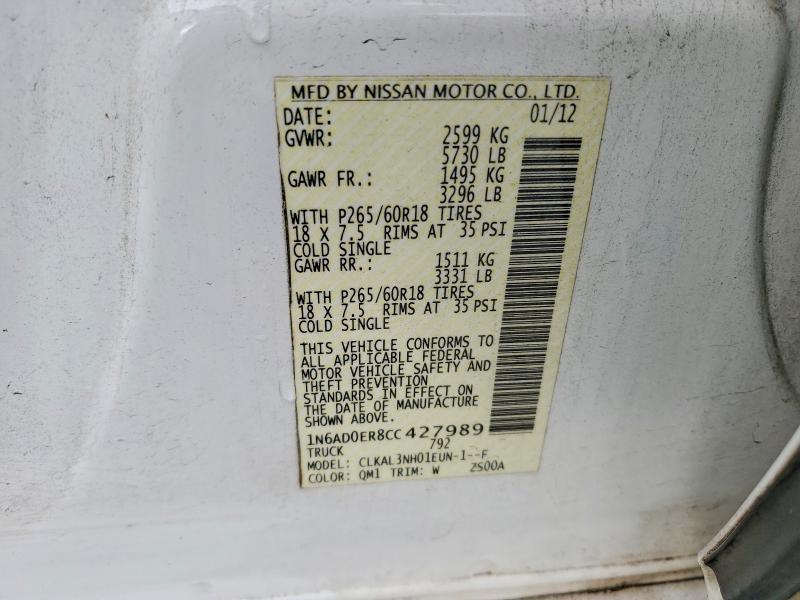 MFD BY NISSAN MOTOR CO., LTD.
DATE: 01/12
GVWR: 2599 KG
5730 LB
GAWR FR.: 1495 KG
3296 LB
WITH P265/60R18 TIRES
18 X 7.5 RIMS AT 35 PSI
COLD SINGLE
GAWR RR.: 1511 KG
3331 LB
WITH P265/60R18 TIRES
18 X 7.5 RIMS AT 35 PSI
COLD SINGLE
THIS VEHICLE CONFORMS TO
ALL APPLICABLE FEDERAL
MOTOR VEHICLE SAFETY AND
THEFT PREVENTION
STANDARDS IN EFFECT ON
THE DATE OF MANUFACTURE
SHOWN ABOVE.
1N6AD0ER8CC427989
TRUCK 792
MODEL: CLKAL3NH01EUN-1--F
COLOR: QM1 TRIM: W ZS00A